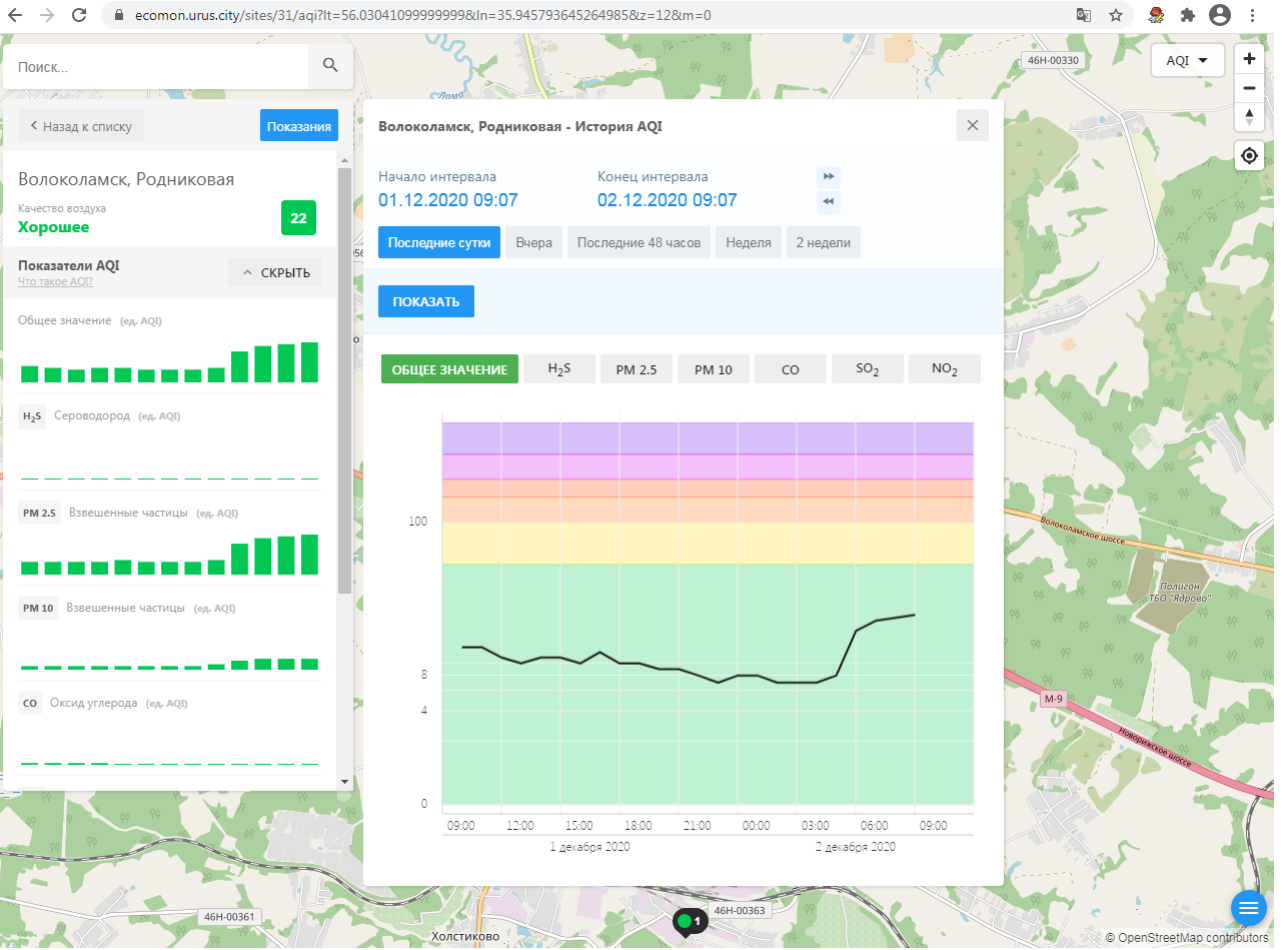 ecomon.urus.city/sites/31/aqi?lt=56.03041099999999&ln=35.945793645264985&z=12&m=0
Поиск...
Назад к списку
Показания
Волоколамск, Родниковая
Качество воздуха
Хорошее
22
Показатели AQI
Что такое AQI?
СКРЫТЬ
Общее значение (ед. AQI)
H2S Сероводород (ед. AQI)
PM 2.5 Взвешенные частицы (ед. AQI)
PM 10 Взвешенные частицы (ед. AQI)
CO Оксид углерода (ед. AQI)
Волоколамск, Родниковая - История AQI
Начало интервала
01.12.2020 09:07
Конец интервала
02.12.2020 09:07
Последние сутки Вчера Последние 48 часов Неделя 2 недели
ПОКАЗАТЬ
ОБЩЕЕ ЗНАЧЕНИЕ H2S PM 2.5 PM 10 CO SO2 NO2
100
8
4
0
09:00 12:00 15:00 18:00 21:00 00:00 03:00 06:00 09:00
1 декабря 2020 2 декабря 2020
46Н-00330
AQI
Волоколамское шоссе
Полигон
ТБО "Ядрово"
М-9
Новорижское шоссе
46Н-00361
46Н-00363
1
Холстиково
© OpenStreetMap contributors